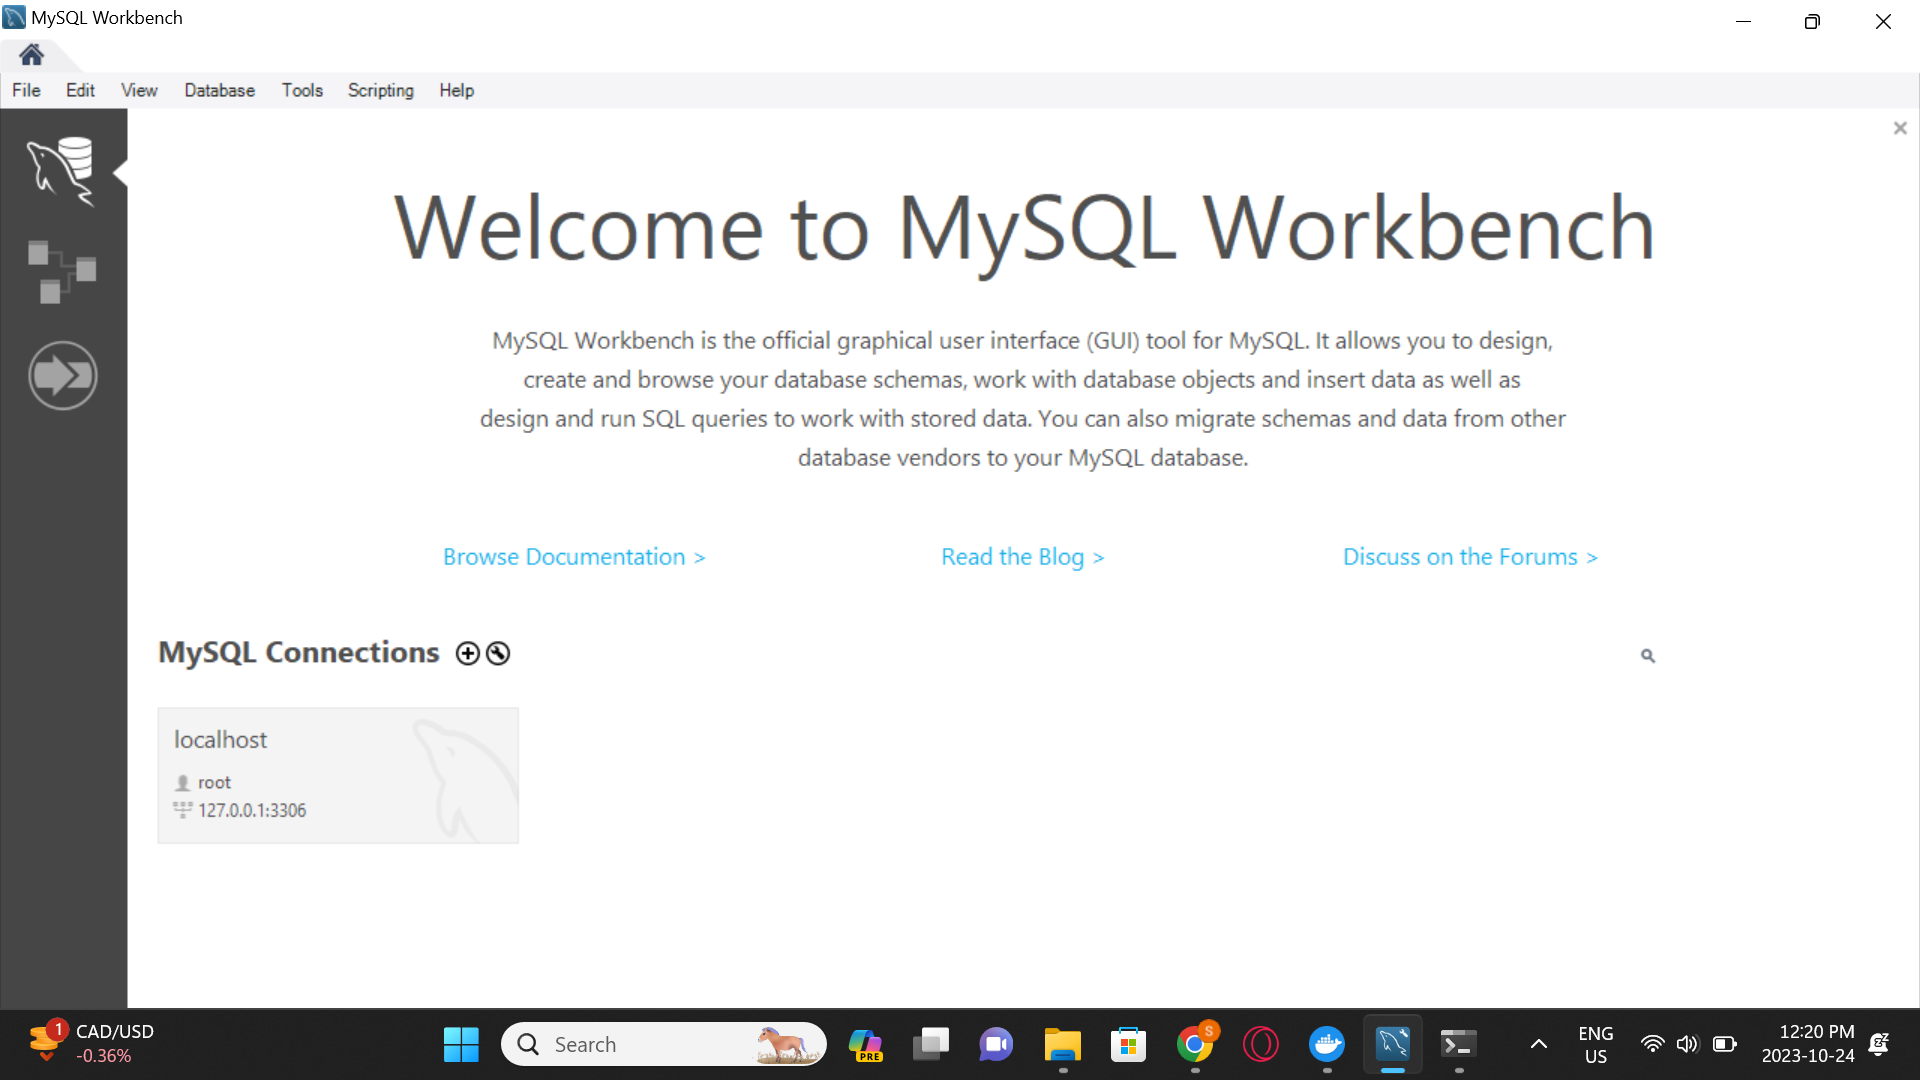 MySQL Workbench
File Edit View Database Tools Scripting Help
Welcome to MySQL Workbench
MySQL Workbench is the official graphical user interface (GUI) tool for MySQL. It allows you to design,
create and browse your database schemas, work with database objects and insert data as well as
design and run SQL queries to work with stored data. You can also migrate schemas and data from other
database vendors to your MySQL database.
Browse Documentation > Read the Blog > Discuss on the Forums >
MySQL Connections
localhost
root
127.0.0.1:3306
1 CAD/USD
-0.36%
Search
PRE
S
ENG
US
12:20 PM
2023-10-24